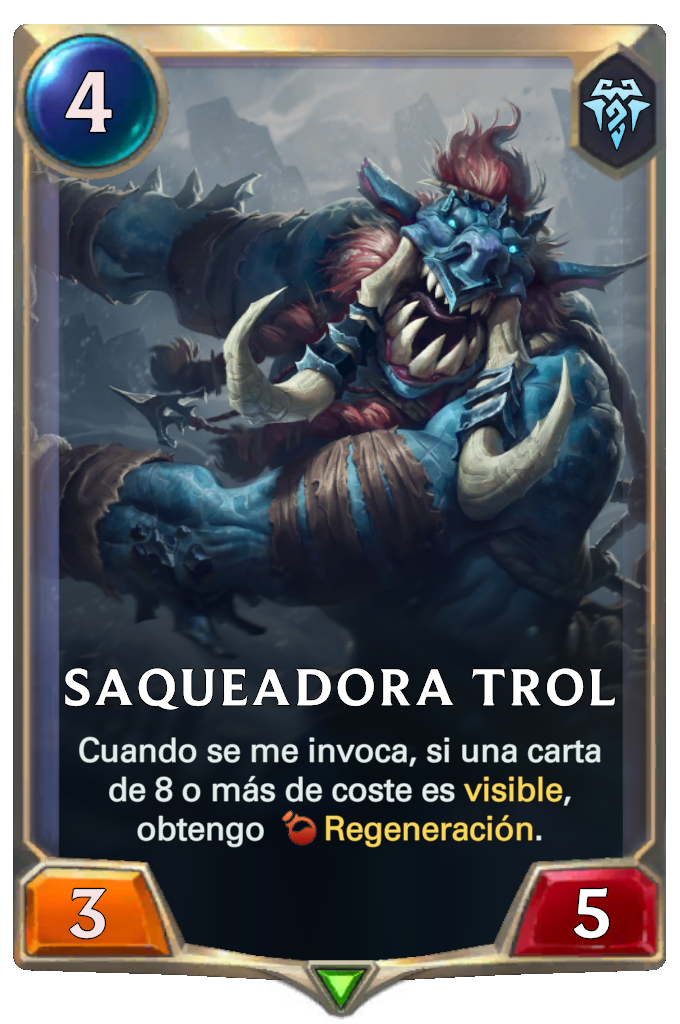 4
SAQUEADORA TROL
Cuando se me invoca, si una carta
de 8 o más de coste es visible,
obtengo Regeneración.
3
5